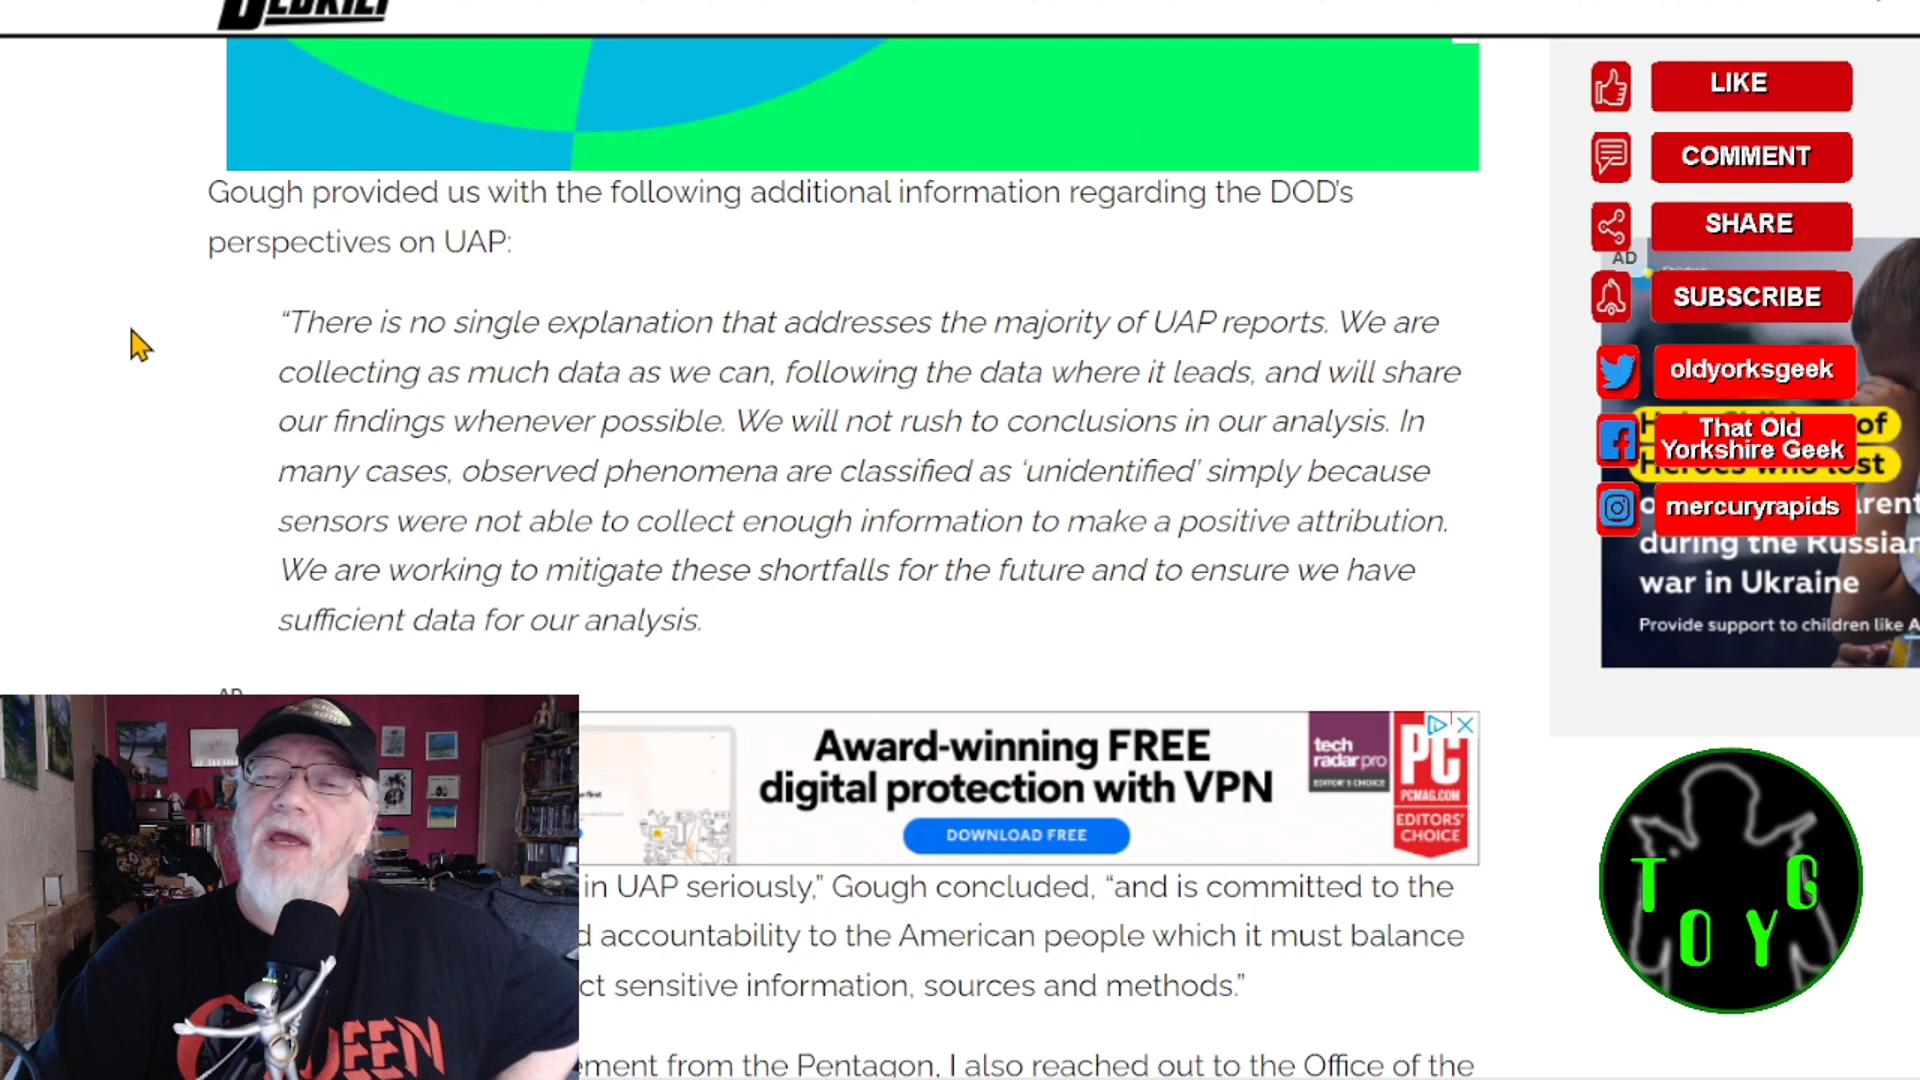 LIKE
COMMENT
SHARE
AD
SUBSCRIBE
oldyorksgeek
of
That Old
Yorkshire Geek
mercuryrapids
during the Russian
war in Ukraine
Provide support to children like A
Gough provided us with the following additional information regarding the DOD’s
perspectives on UAP:
“There is no single explanation that addresses the majority of UAP reports. We are
collecting as much data as we can, following the data where it leads, and will share
our findings whenever possible. We will not rush to conclusions in our analysis. In
many cases, observed phenomena are classified as ‘unidentified’ simply because
sensors were not able to collect enough information to make a positive attribution.
We are working to mitigate these shortfalls for the future and to ensure we have
sufficient data for our analysis.
AD
Award-winning FREE
digital protection with VPN
DOWNLOAD FREE
tech
radar pro
EDITOR'S CHOICE
PC
PCMAG.COM
EDITORS'
CHOICE
in UAP seriously,” Gough concluded, “and is committed to the
d accountability to the American people which it must balance
ct sensitive information, sources and methods.”
ement from the Pentagon, I also reached out to the Office of the
T O Y G